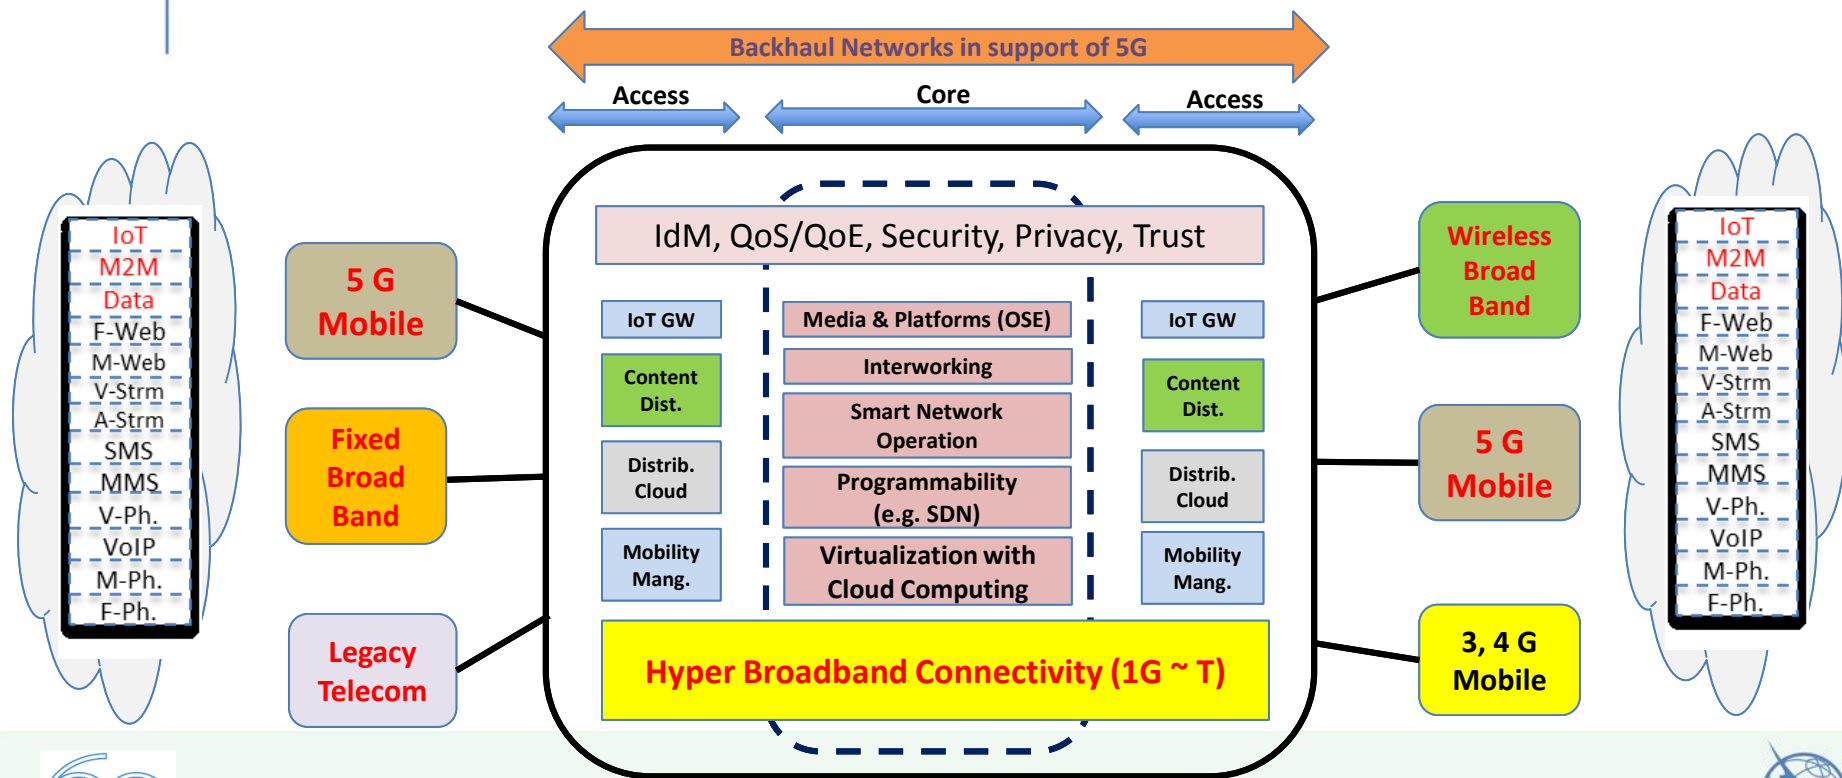 Backhaul Networks in support of 5G
Access
Core
Access
IoT
M2M
Data
F-Web
M-Web
V-Strm
A-Strm
SMS
MMS
V-Ph.
VoIP
M-Ph.
F-Ph.
5 G
Mobile
Fixed
Broad
Band
Legacy
Telecom
IdM, QoS/QoE, Security, Privacy, Trust
IoT GW
Content
Dist.
Distrib.
Cloud
Mobility
Mang.
Media & Platforms (OSE)
Interworking
Smart Network
Operation
Programmability
(e.g. SDN)
Virtualization with
Cloud Computing
IoT GW
Content
Dist.
Distrib.
Cloud
Mobility
Mang.
Hyper Broadband Connectivity (1G ~ T)
Wireless
Broad
Band
5 G
Mobile
3, 4 G
Mobile
IoT
M2M
Data
F-Web
M-Web
V-Strm
A-Strm
SMS
MMS
V-Ph.
VoIP
M-Ph.
F-Ph.